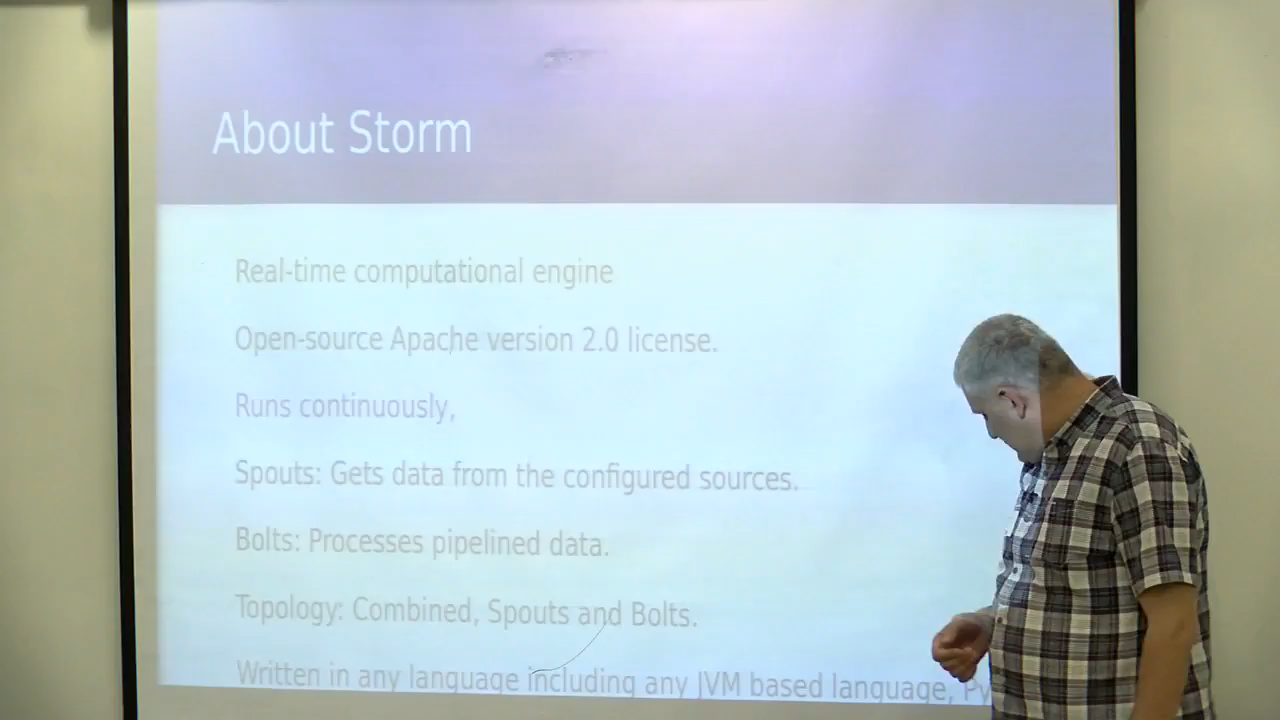 About Storm
Real-time computational engine
Open-source Apache version 2.0 license.
Runs continuously,
Spouts: Gets data from the configured sources.
Bolts: Processes pipelined data.
Topology: Combined, Spouts and Bolts.
Written in any language including any JVM based language,